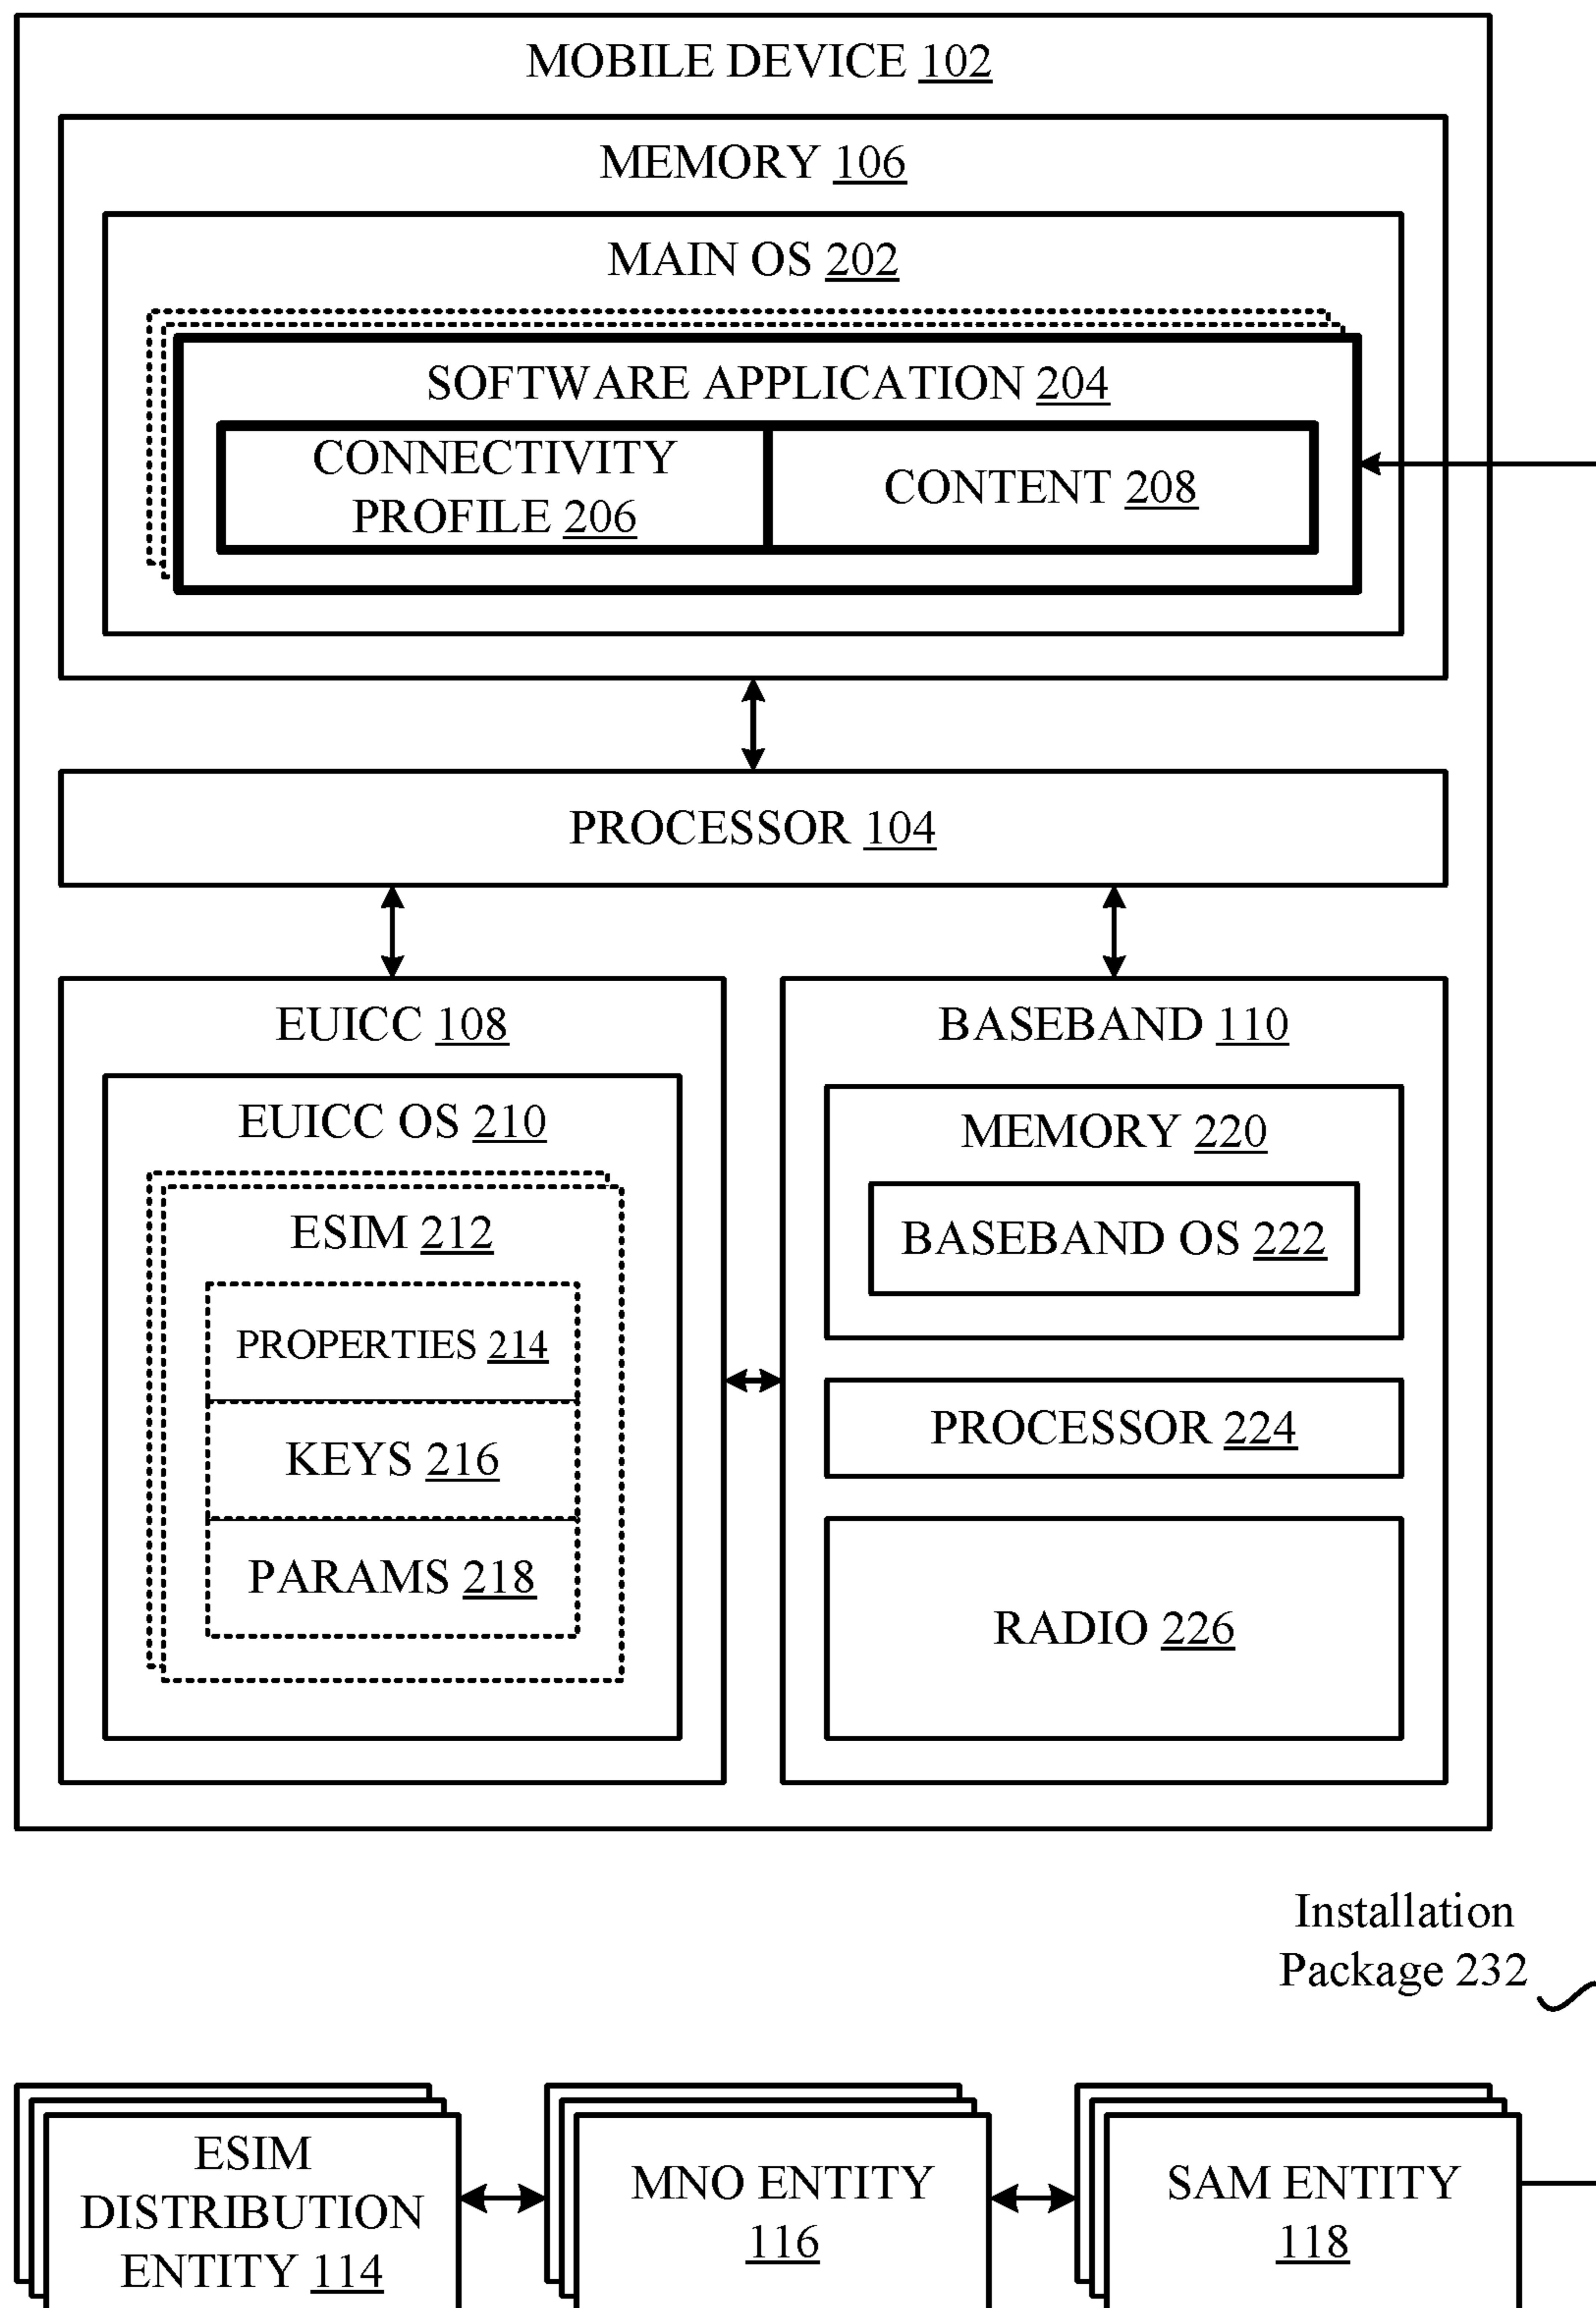 MOBILE DEVICE 102
MEMORY 106
MAIN OS 202
SOFTWARE APPLICATION 204
CONNECTIVITY
PROFILE 206
CONTENT 208
PROCESSOR 104
EUICC 108
EUICC OS 210
ESIM 212
PROPERTIES 214
KEYS 216
PARAMS 218
BASEBAND 110
MEMORY 220
BASEBAND OS 222
PROCESSOR 224
RADIO 226
Installation
Package 232
ESIM
DISTRIBUTION
ENTITY 114
MNO ENTITY
116
SAM ENTITY
118